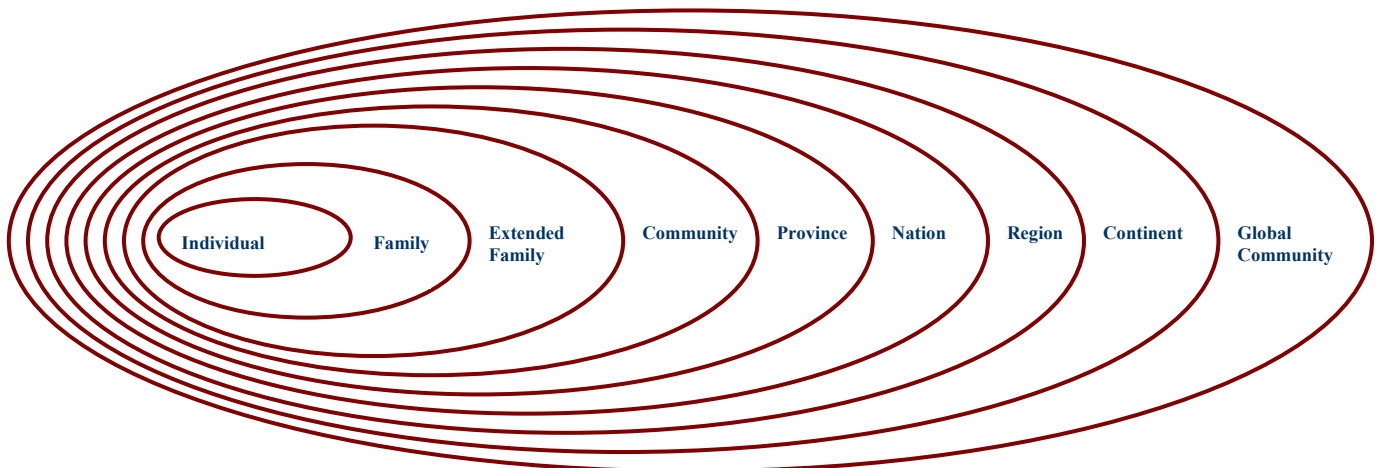 Individual
Family
Extended
Family
Community
Province
Nation
Region
Continent
Global
Community